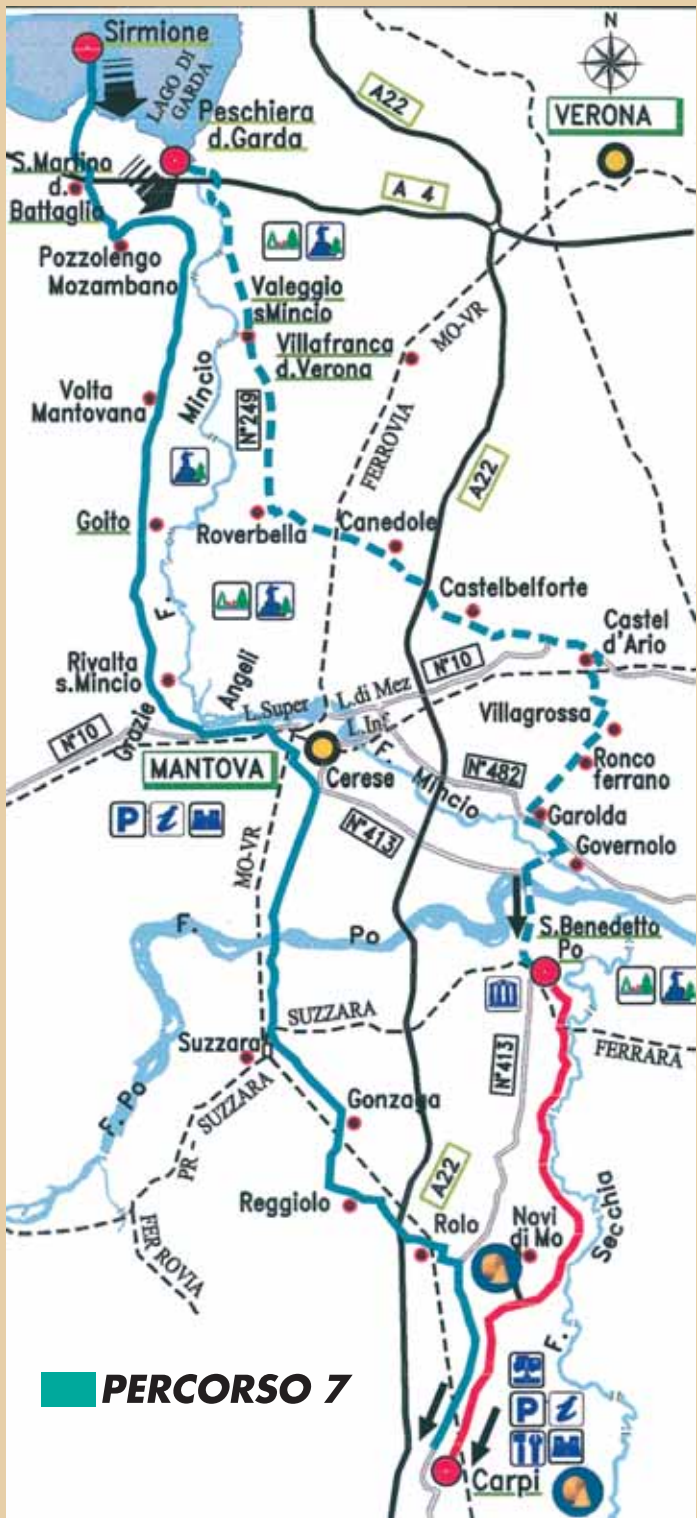 Sirmione
N
LAGO DI
GARDA
A22
VERONA
Peschiera
d.Garda
S.Martino
d.
Battaglia
A 4
Pozzolengo
Mozambano
Valeggio
sMincio
MO-VR
Mincio
Villafranca
d.Verona
Volta
Mantovana
N°249
FERROVIA
A22
Goito
Roverbella
Canedole
F.
Castelbelforte
Castel
d'Ario
Rivalta
s.Mincio
Angeli
N°10
L.di Mez
L.Super
Villagrossa
Grazie
L.Inf
N°10
F.
Mincio
MANTOVA
Cerese
N°482
Ronco
ferrano
P i
N°413
Garolda
Governolo
MO-VR
F. Po
S.Benedetto
Po
SUZZARA
Suzzara
FERRARA
N°413
F. Po
PR - SUZZARA
Gonzaga
Secchia
FERROVIA
Reggiolo
A22
Rolo
Novi
di Mo
F.
PERCORSO 7
P i
Carpi